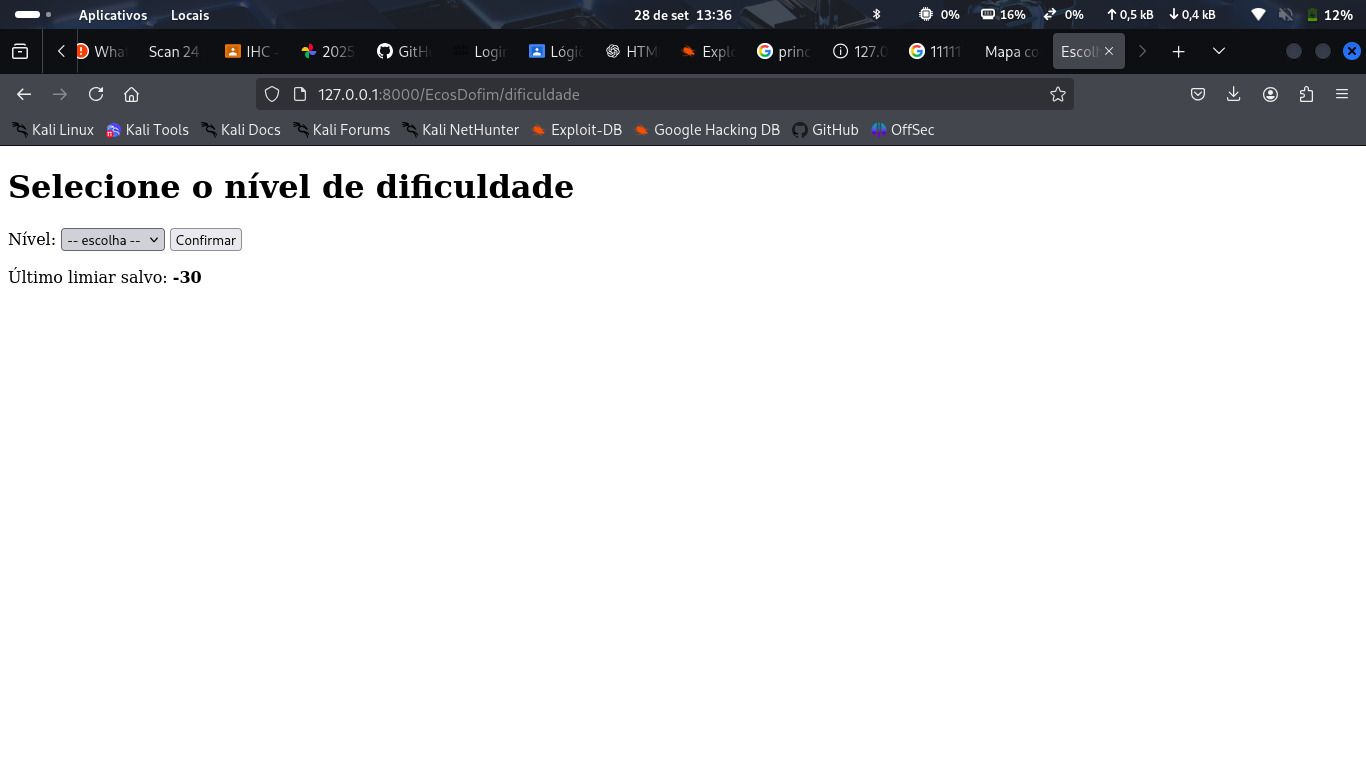 Aplicativos Locais 28 de set 13:36 0% 16% 0% 0,5 kB 0,4 kB 12%
Scan 24 IHC - 2025 GitH Login Lógic HTM Explo princ 127.0 11111 Mapa co Escol
127.0.0.1:8000/EcosDofim/dificuldade
Kali Linux Kali Tools Kali Docs Kali Forums Kali NetHunter Exploit-DB Google Hacking DB GitHub OffSec
Selecione o nível de dificuldade
Nível: -- escolha -- Confirmar
Último limiar salvo: -30